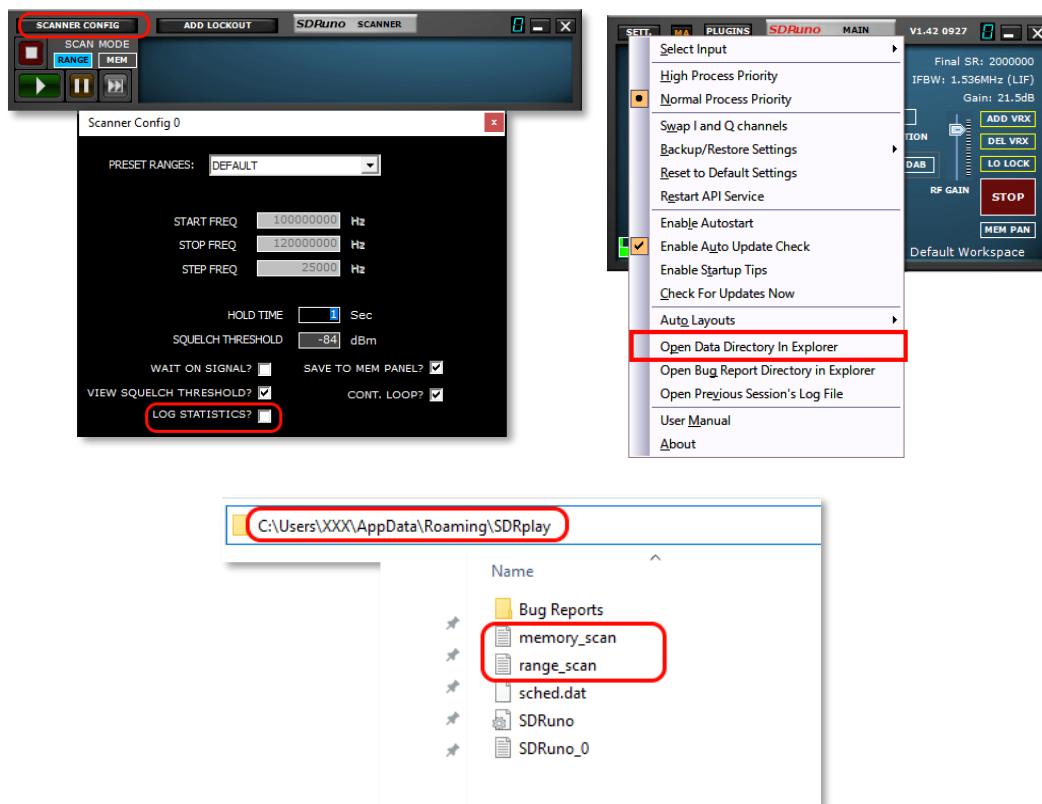 SCANNER CONFIG ADD LOCKOUT SDRuno SCANNER
SCAN MODE
RANGE MEM
Scanner Config 0
PRESET RANGES: DEFAULT
START FREQ 100000000 Hz
STOP FREQ 120000000 Hz
STEP FREQ 25000 Hz
HOLD TIME 1 Sec
SQUELCH THRESHOLD -84 dBm
WAIT ON SIGNAL? SAVE TO MEM PANEL?
VIEW SQUELCH THRESHOLD? CONT. LOOP?
LOG STATISTICS?
SETT. MA PLUGINS SDRuno MAIN V1.42 0927
Select Input
High Process Priority
Normal Process Priority
Swap I and Q channels
Backup/Restore Settings
Reset to Default Settings
Restart API Service
Enable Autostart
Enable Auto Update Check
Enable Startup Tips
Check For Updates Now
Auto Layouts
Open Data Directory In Explorer
Open Bug Report Directory in Explorer
Open Previous Session's Log File
User Manual
About
Final SR: 2000000
IFBW: 1.536MHz (LIF)
Gain: 21.5dB
ADD VRX
TION
DEL VRX
DAB
LO LOCK
RF GAIN
STOP
MEM PAN
Default Workspace
C:\Users\XXX\AppData\Roaming\SDRplay
Name
Bug Reports
memory_scan
range_scan
sched.dat
SDRuno
SDRuno_0